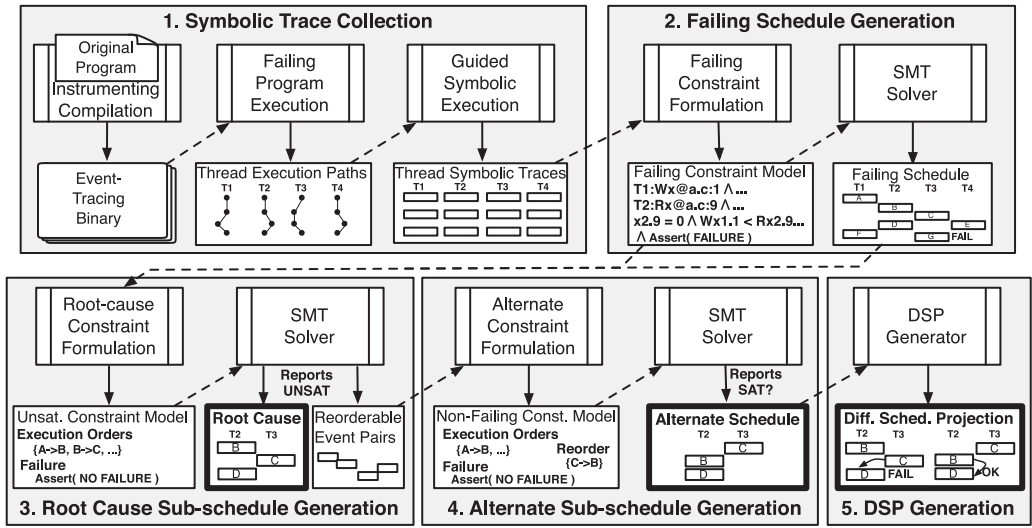 1. Symbolic Trace Collection
Original
Program
Instrumenting
Compilation
Failing
Program
Execution
Guided
Symbolic
Execution
Event-
Tracing
Binary
Thread Execution Paths
T1 T2 T3 T4
Thread Symbolic Traces
T1 T2 T3 T4
2. Failing Schedule Generation
Failing
Constraint
Formulation
SMT
Solver
Failing Constraint Model
T1:Wx@a.c:1 Λ...
T2:Rx@a.c:9 Λ...
x2.9 = 0 Λ Wx1.1 < Rx2.9...
Λ Assert( FAILURE )
Failing Schedule
T1 T2 T3 T4
A
B
C
D E
F G FAIL
Root-cause
Constraint
Formulation
SMT
Solver
Reports
UNSAT
Unsat. Constraint Model
Execution Orders
{A->B, B->C, ...}
Failure
Assert( NO FAILURE )
Root Cause
T2 T3
B
C
D
Reorderable
Event Pairs
3. Root Cause Sub-schedule Generation
Alternate
Constraint
Formulation
SMT
Solver
Reports
SAT?
Non-Failing Const. Model
Execution Orders
{A->B, ...}
Reorder
{C->B}
Failure
Assert( NO FAILURE )
Alternate Schedule
T2 T3
C
B
D
4. Alternate Sub-schedule Generation
DSP
Generator
Diff. Sched. Projection
T2 T3 T2 T3
B C
C B
D FAIL D OK
5. DSP Generation